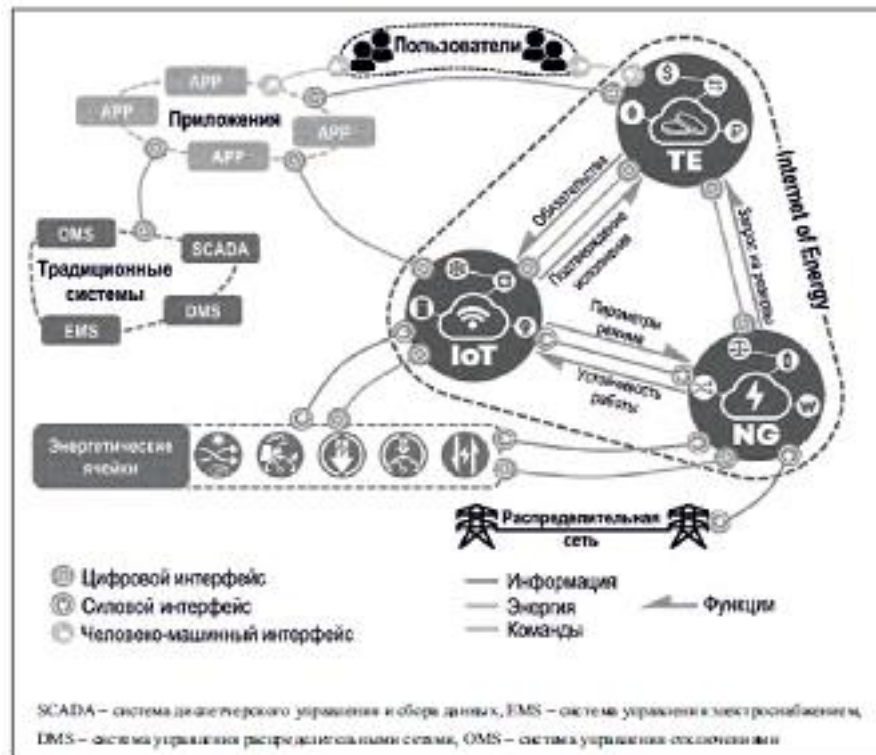 Пользователи
APP
APP
Приложения
APP
APP
TE
Internet of Energy
Обязательства
Подтверждение
исполнения
Запрос на резервы
OMS
SCADA
Традиционные
системы
EMS
DMS
IoT
Параметры
режима
Устойчивость
работы
NG
Энергетические
ячейки
Распределительная
сеть
Цифровой интерфейс
Силовой интерфейс
Человеко-машинный интерфейс
Информация
Энергия
Команды
Функции
SCADA – система диспетчерского управления и сбора данных, EMS – система управления электроснабжением,
DMS – система управления распределительными сетями, OMS – система управления отключениями